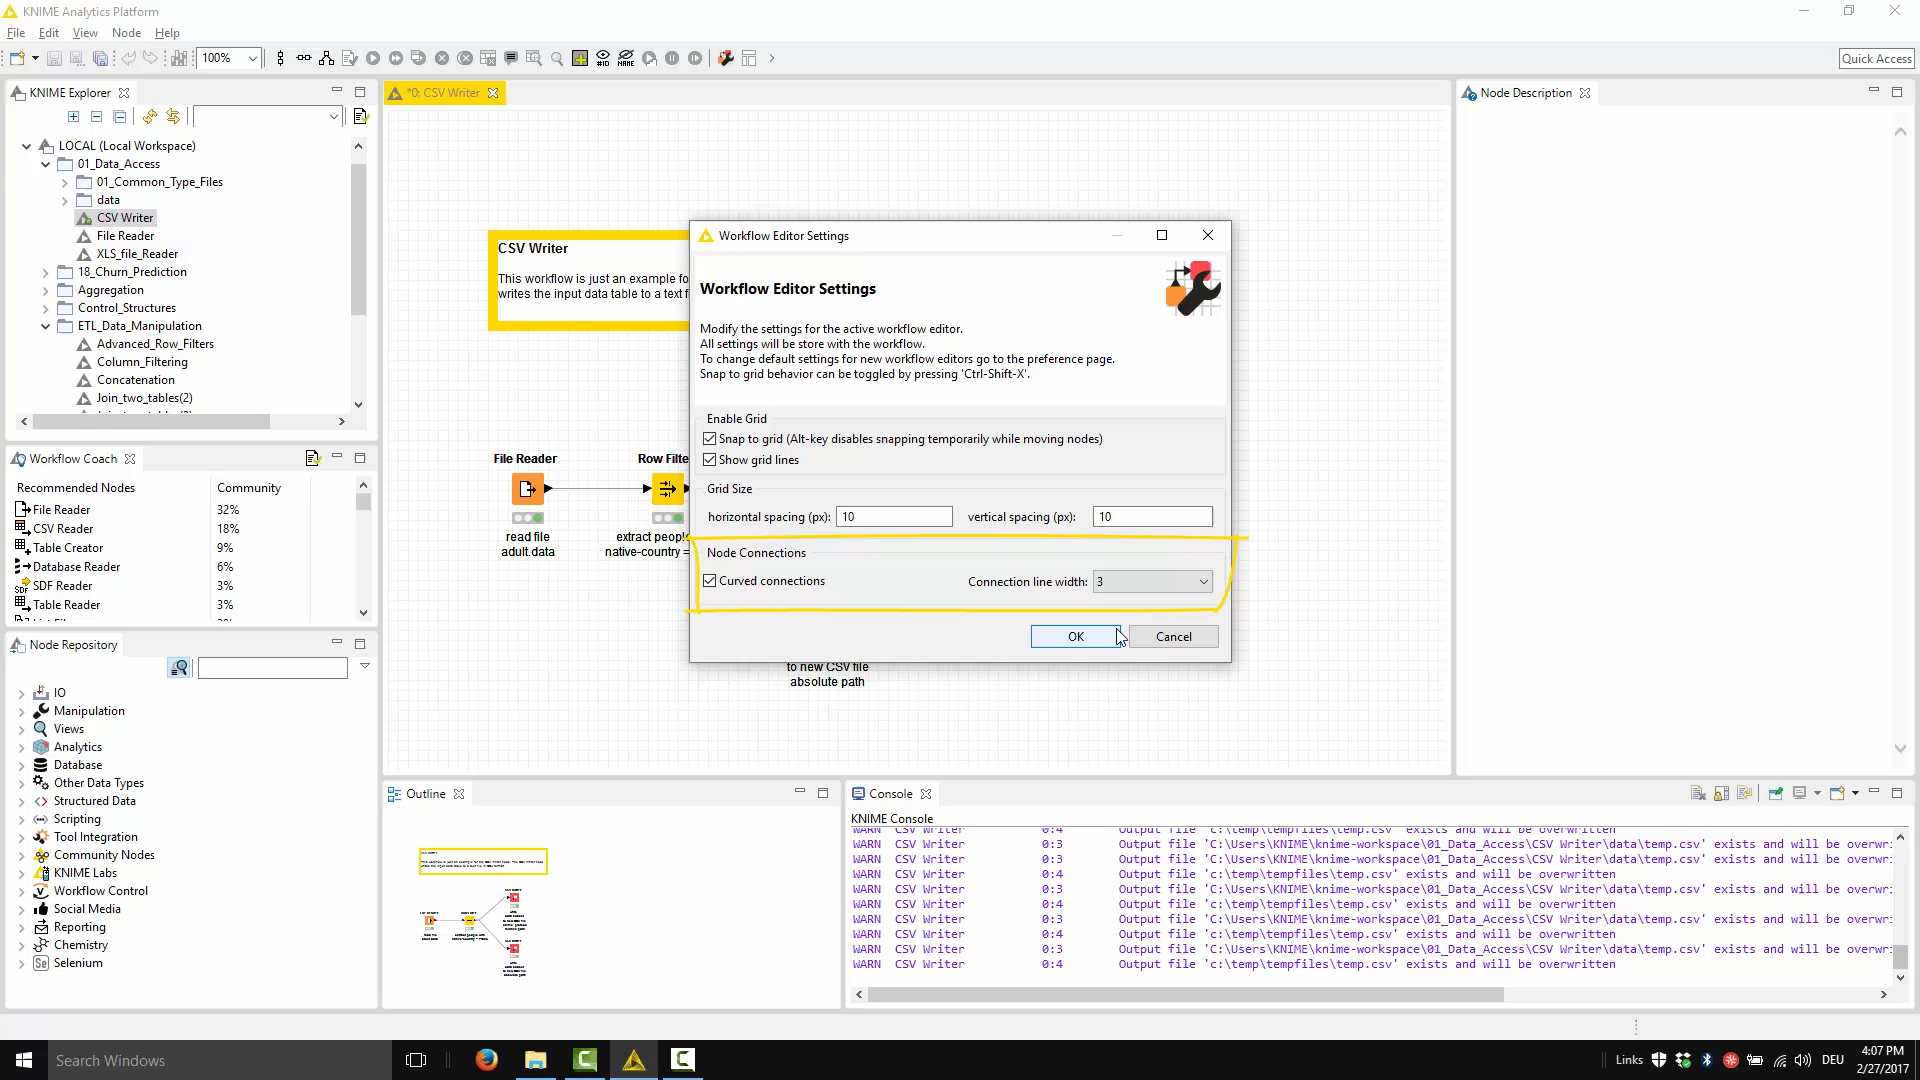 KNIME Analytics Platform
File Edit View Node Help
100%
Quick Access
KNIME Explorer
LOCAL (Local Workspace)
01_Data_Access
01_Common_Type_Files
data
CSV Writer
File Reader
XLS_file_Reader
18_Churn_Prediction
Aggregation
Control_Structures
ETL_Data_Manipulation
Advanced_Row_Filters
Column_Filtering
Concatenation
Join_two_tables(2)
*0: CSV Writer
CSV Writer
This workflow is just an example fo
writes the input data table to a text f
File Reader
read file
adult.data
Row Filte
extract people
native-country =
to new CSV file
absolute path
Workflow Editor Settings
Workflow Editor Settings
Modify the settings for the active workflow editor.
All settings will be store with the workflow.
To change default settings for new workflow editors go to the preference page.
Snap to grid behavior can be toggled by pressing 'Ctrl-Shift-X'.
Enable Grid
Snap to grid (Alt-key disables snapping temporarily while moving nodes)
Show grid lines
Grid Size
horizontal spacing (px): 10 vertical spacing (px): 10
Node Connections
Curved connections Connection line width: 3
OK Cancel
Node Description
Workflow Coach
Recommended Nodes Community
File Reader 32%
CSV Reader 18%
Table Creator 9%
Database Reader 6%
SDF Reader 3%
Table Reader 3%
Node Repository
IO
Manipulation
Views
Analytics
Database
Other Data Types
Structured Data
Scripting
Tool Integration
Community Nodes
KNIME Labs
Workflow Control
Social Media
Reporting
Chemistry
Selenium
Outline
Console
KNIME Console
WARN CSV Writer 0:4 Output file 'c:\temp\tempfiles\temp.csv' exists and will be overwritten
WARN CSV Writer 0:3 Output file 'C:\Users\KNIME\knime-workspace\01_Data_Access\CSV Writer\data\temp.csv' exists and will be overwri
WARN CSV Writer 0:4 Output file 'c:\temp\tempfiles\temp.csv' exists and will be overwritten
WARN CSV Writer 0:3 Output file 'C:\Users\KNIME\knime-workspace\01_Data_Access\CSV Writer\data\temp.csv' exists and will be overwri
WARN CSV Writer 0:4 Output file 'c:\temp\tempfiles\temp.csv' exists and will be overwritten
WARN CSV Writer 0:3 Output file 'C:\Users\KNIME\knime-workspace\01_Data_Access\CSV Writer\data\temp.csv' exists and will be overwri
WARN CSV Writer 0:4 Output file 'c:\temp\tempfiles\temp.csv' exists and will be overwritten
WARN CSV Writer 0:3 Output file 'C:\Users\KNIME\knime-workspace\01_Data_Access\CSV Writer\data\temp.csv' exists and will be overwri
WARN CSV Writer 0:4 Output file 'c:\temp\tempfiles\temp.csv' exists and will be overwritten
Search Windows
Links
DEU
4:07 PM
2/27/2017